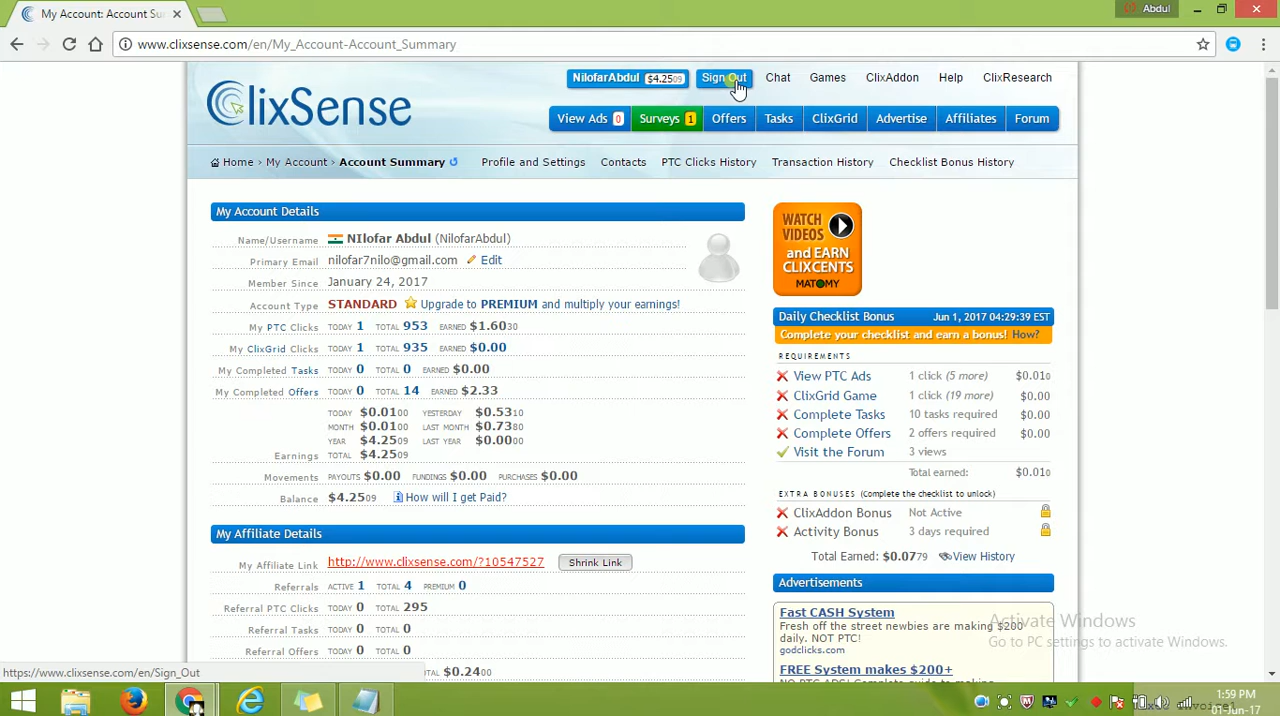 My Account: Account Sum
Abdul
www.clixsense.com/en/My_Account-Account_Summary
NilofarAbdul $4.2509 Sign Out Chat Games ClixAddon Help ClixResearch
ClixSense
View Ads 0 Surveys 1 Offers Tasks ClixGrid Advertise Affiliates Forum
Home › My Account › Account Summary Profile and Settings Contacts PTC Clicks History Transaction History Checklist Bonus History
My Account Details
Name/Username NIlofar Abdul (NilofarAbdul)
Primary Email nilofar7nilo@gmail.com Edit
Member Since January 24, 2017
Account Type STANDARD Upgrade to PREMIUM and multiply your earnings!
My PTC Clicks TODAY 1 TOTAL 953 EARNED $1.6030
My ClixGrid Clicks TODAY 1 TOTAL 935 EARNED $0.00
My Completed Tasks TODAY 0 TOTAL 0 EARNED $0.00
My Completed Offers TODAY 0 TOTAL 14 EARNED $2.33
TODAY $0.0100 YESTERDAY $0.5310
MONTH $0.0100 LAST MONTH $0.7380
YEAR $4.2509 LAST YEAR $0.0000
Earnings TOTAL $4.2509
Movements PAYOUTS $0.00 FUNDINGS $0.00 PURCHASES $0.00
Balance $4.2509 How will I get Paid?
My Affiliate Details
My Affiliate Link http://www.clixsense.com/?10547527 Shrink Link
Referrals ACTIVE 1 TOTAL 4 PREMIUM 0
Referral PTC Clicks TODAY 0 TOTAL 295
Referral Tasks TODAY 0 TOTAL 0
Referral Offers TODAY 0 TOTAL 0
TAL $0.2400
WATCH
VIDEOS
and EARN
CLIXCENTS
MATOMY
Daily Checklist Bonus Jun 1, 2017 04:29:39 EST
Complete your checklist and earn a bonus! How?
REQUIREMENTS
View PTC Ads 1 click (5 more) $0.010
ClixGrid Game 1 click (19 more) $0.00
Complete Tasks 10 tasks required $0.00
Complete Offers 2 offers required $0.00
Visit the Forum 3 views
Total earned: $0.010
EXTRA BONUSES (Complete the checklist to unlock)
ClixAddon Bonus Not Active
Activity Bonus 3 days required
Total Earned: $0.0779 View History
Advertisements
Fast CASH System
Fresh off the street newbies are making $200
daily. NOT PTC!
godclicks.com
FREE System makes $200+
Activate Windows
Go to PC settings to activate Windows.
https://www.clixsense.com/en/Sign_Out
1:59 PM
01-Jun-17